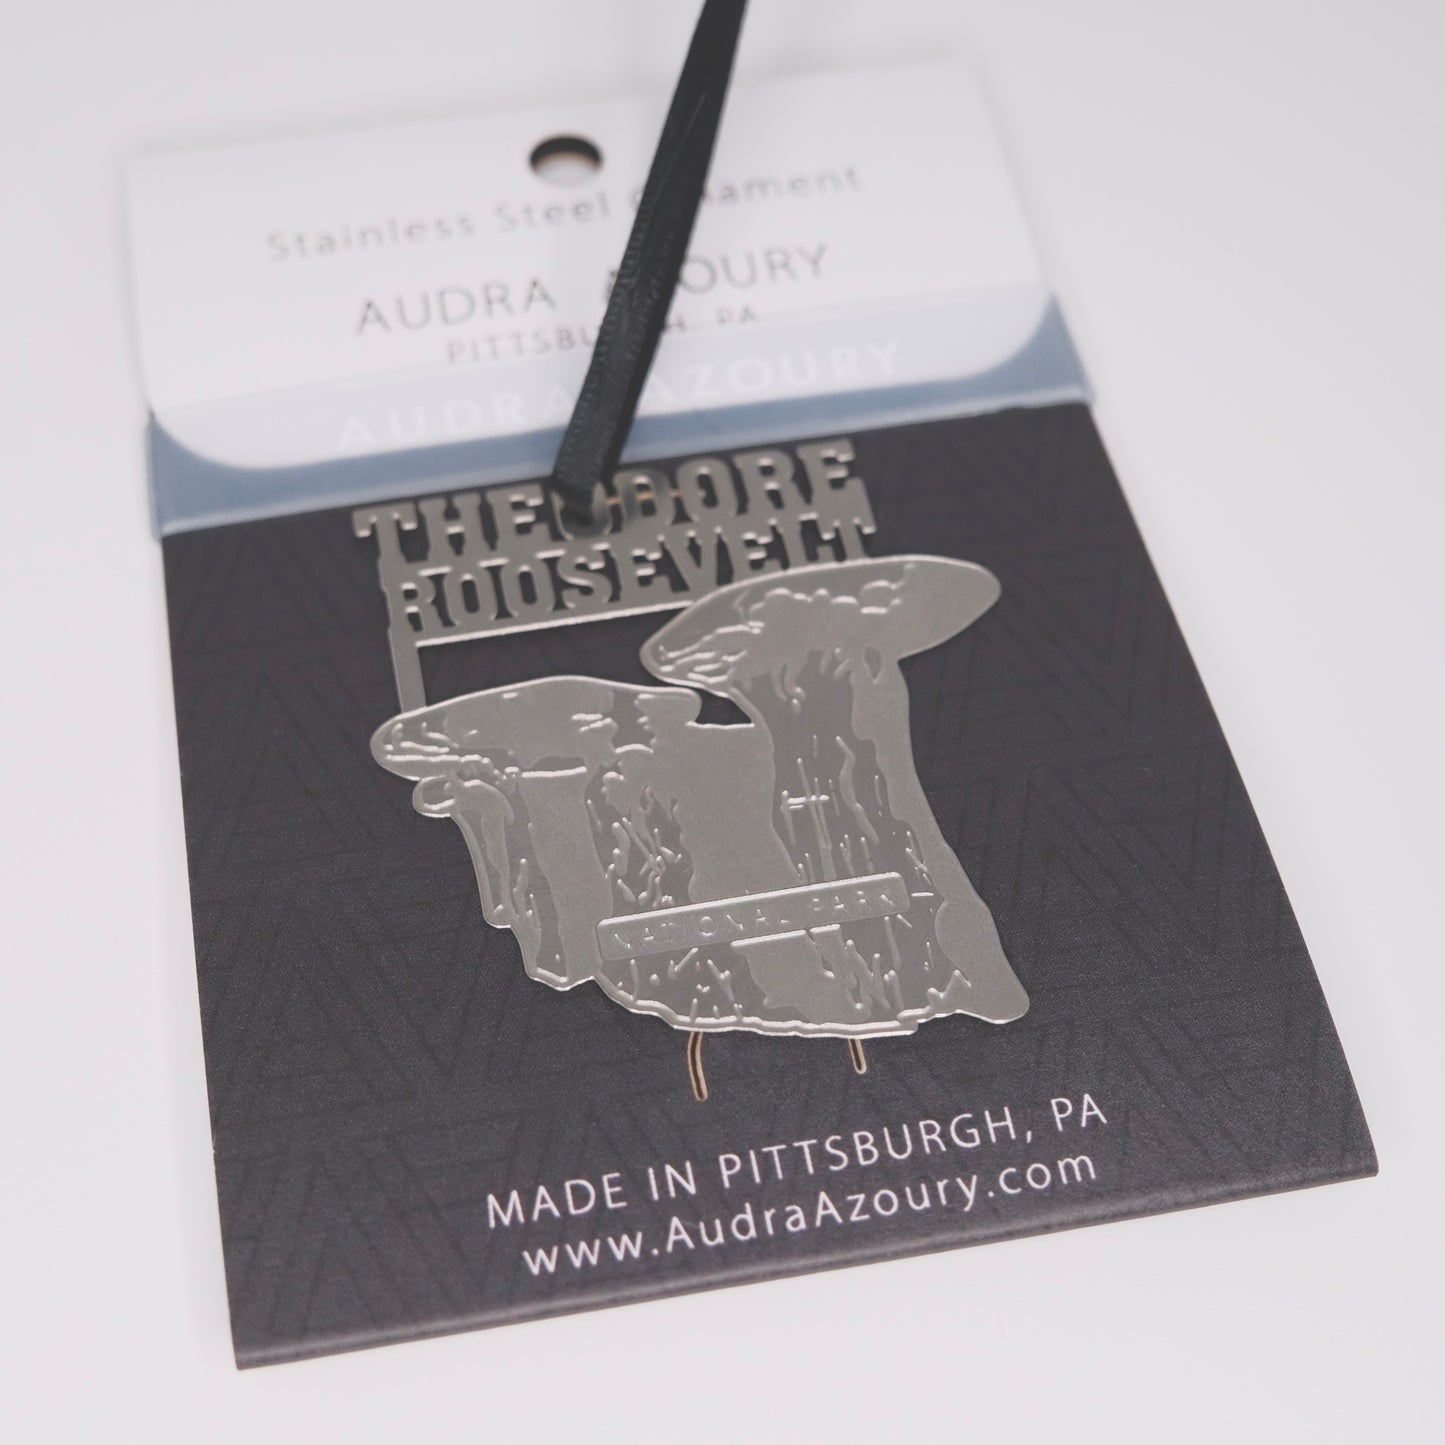 Stainless Steel Ornament
AUDRA AZOURY
PITTSBURGH, PA
AUDRA AZOURY
THEODORE
ROOSEVELT
NATIONAL PARK
MADE IN PITTSBURGH, PA
www.AudraAzoury.com